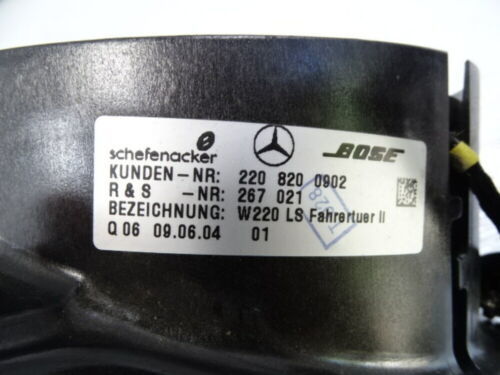 schefenacker BOSE
KUNDEN-NR: 220 820 0902
R & S -NR: 267 021
BEZEICHNUNG: W220 LS Fahrertuer II
Q 06 09.06.04 01